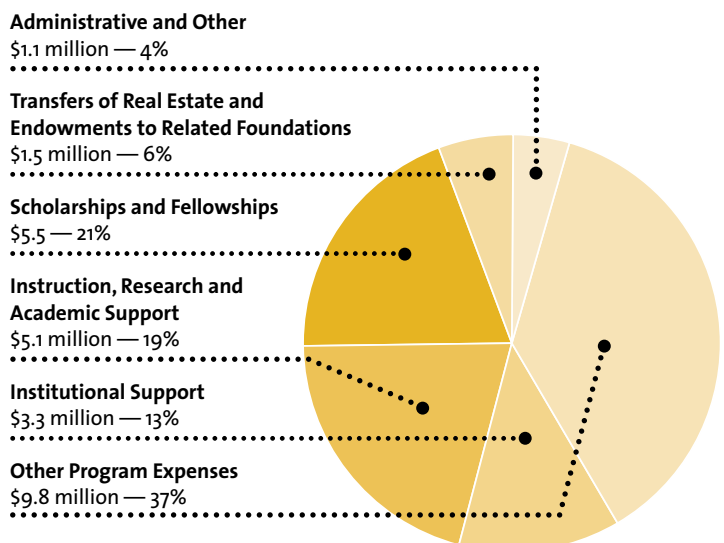 Administrative and Other
$1.1 million — 4%
Transfers of Real Estate and
Endowments to Related Foundations
$1.5 million — 6%
Scholarships and Fellowships
$5.5 — 21%
Instruction, Research and
Academic Support
$5.1 million — 19%
Institutional Support
$3.3 million — 13%
Other Program Expenses
$9.8 million — 37%